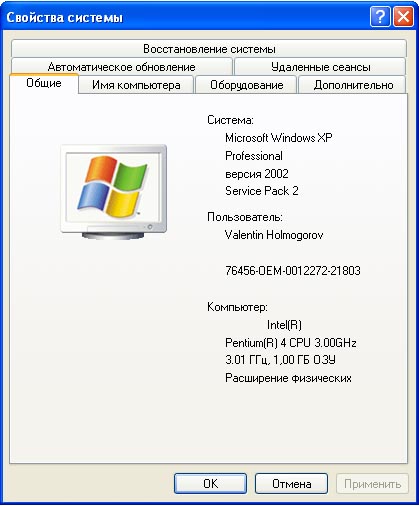 Свойства системы
Восстановление системы
Автоматическое обновление
Удаленные сеансы
Общие
Имя компьютера
Оборудование
Дополнительно
Система:
Microsoft Windows XP
Professional
версия 2002
Service Pack 2
Пользователь:
Valentin Holmogorov
76456-OEM-0012272-21803
Компьютер:
Intel(R)
Pentium(R) 4 CPU 3.00GHz
3.01 ГГц, 1,00 ГБ ОЗУ
Расширение физических
OK
Отмена
Применить